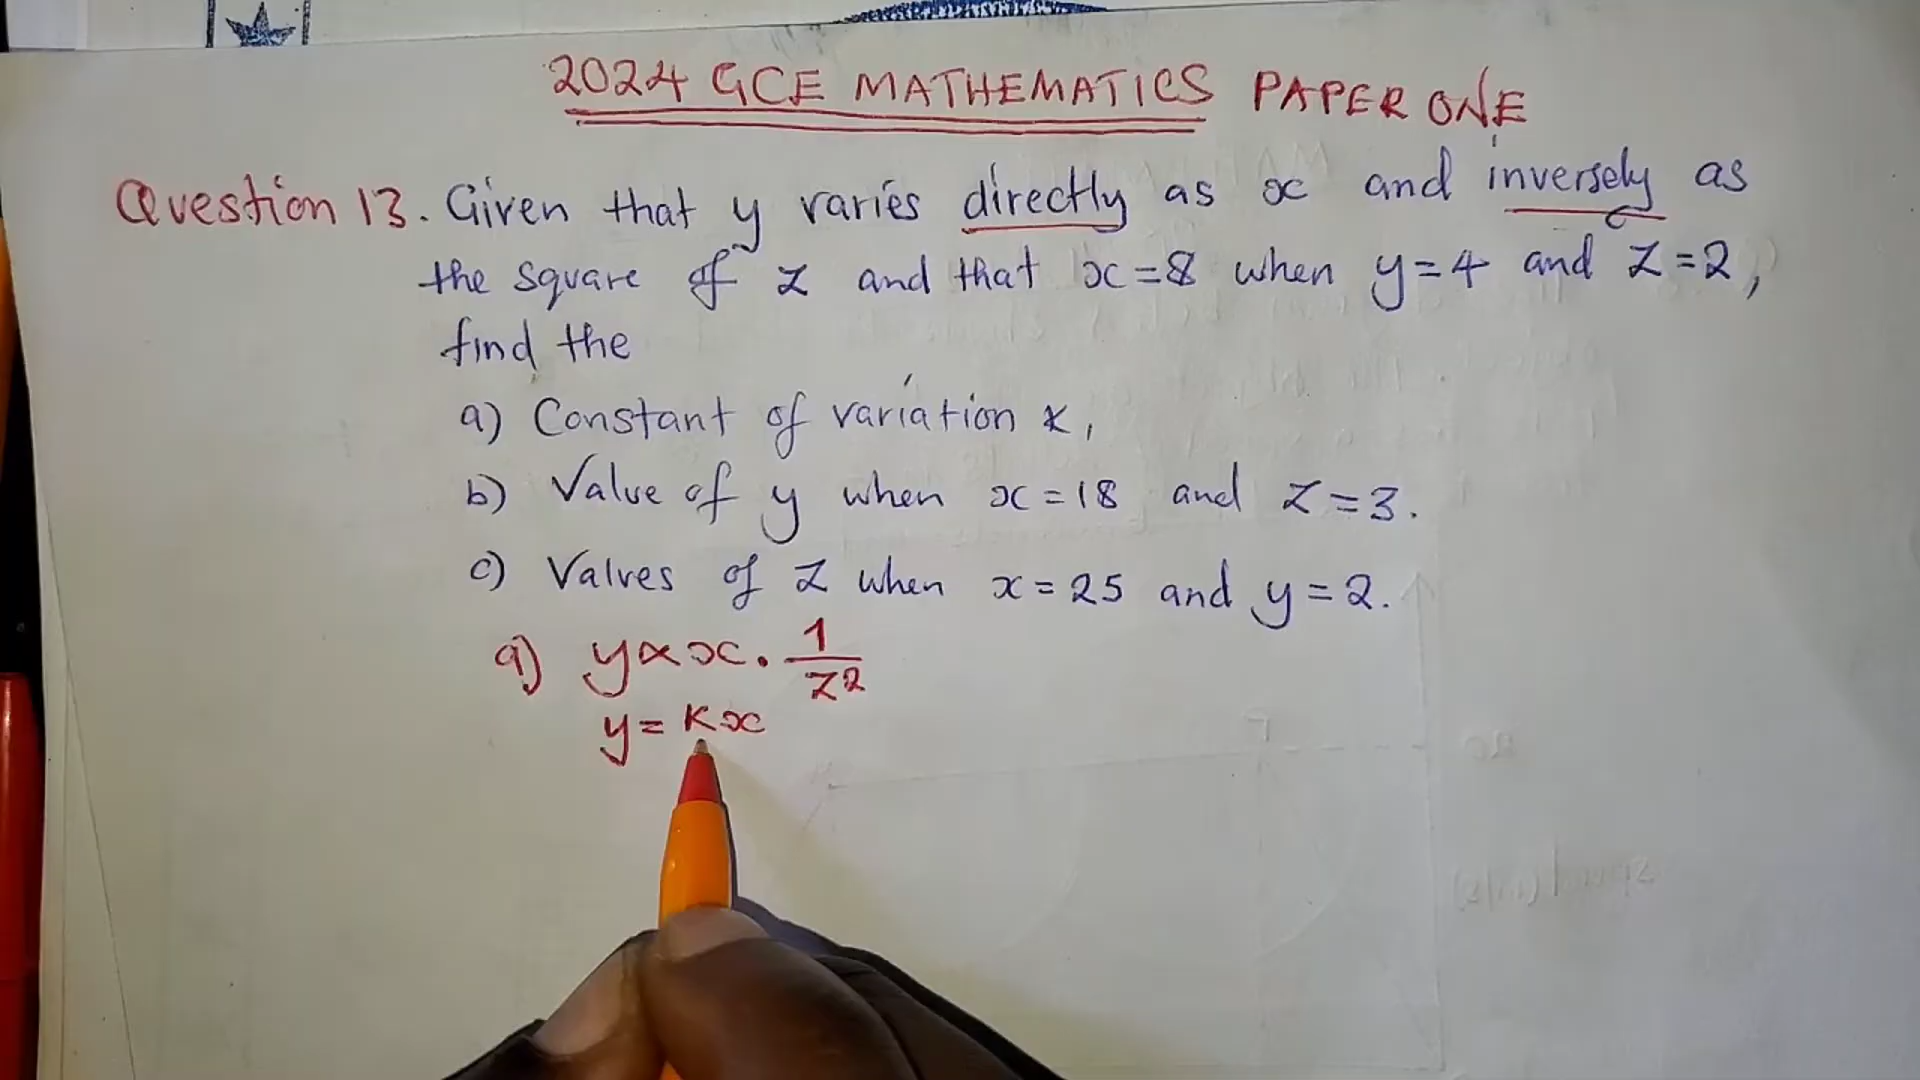 2024 GCE MATHEMATICS PAPER ONE
Question 13. Given that y varies directly as x and inversely as
the square of z and that x=8 when y=4 and z=2,
find the
a) Constant of variation k,
b) Value of y when x=18 and z=3.
c) Values of z when x=25 and y=2.
a) y∝x. 1/z²
y=Kx